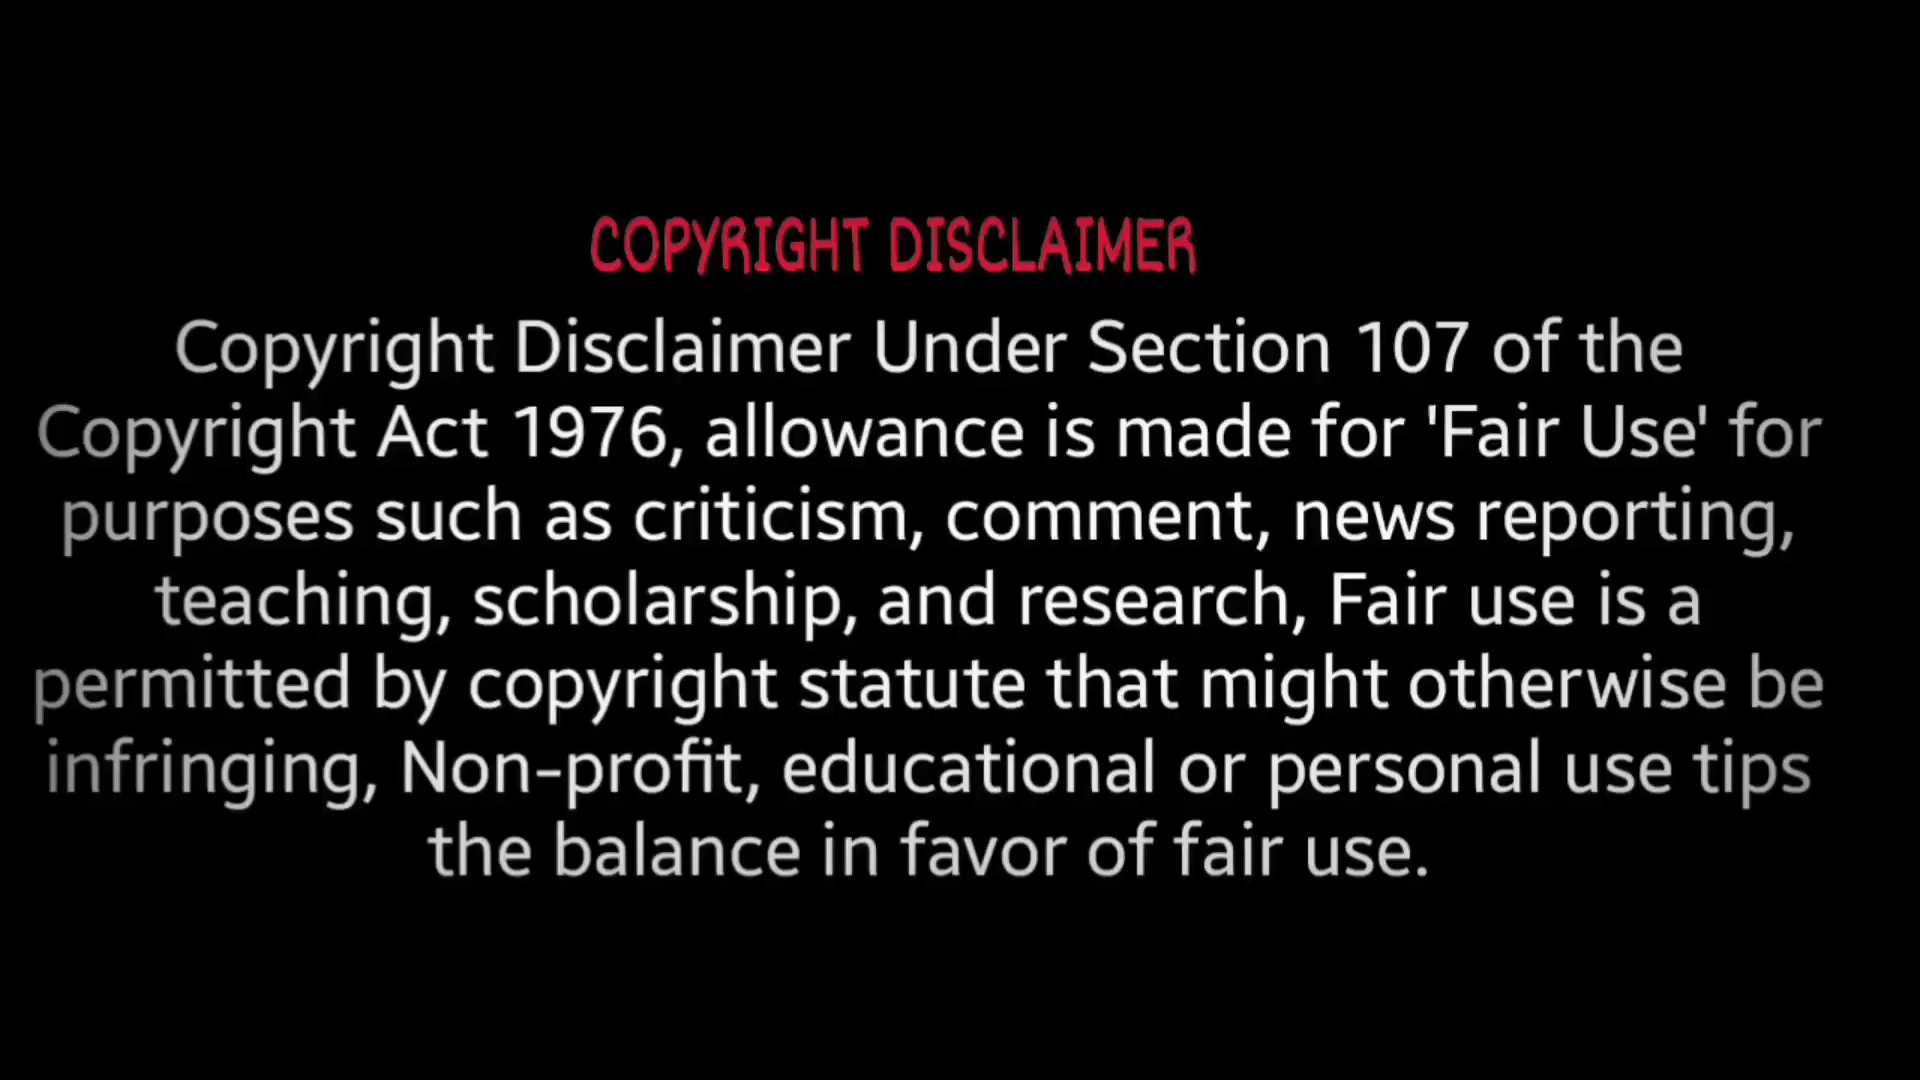 COPYRIGHT DISCLAIMER
Copyright Disclaimer Under Section 107 of the
Copyright Act 1976, allowance is made for 'Fair Use' for
purposes such as criticism, comment, news reporting,
teaching, scholarship, and research, Fair use is a
permitted by copyright statute that might otherwise be
infringing, Non-profit, educational or personal use tips
the balance in favor of fair use.